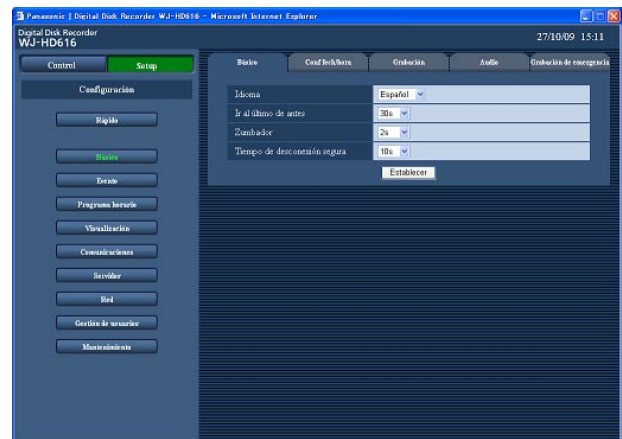 Panasonic | Digital Disk Recorder WJ-HD616 - Microsoft Internet Explorer
Digital Disk Recorder
WJ-HD616
27/10/09 15:11
Control
Setup
Configuración
Rápido
Básico
Evento
Programa horario
Visualización
Comunicaciones
Servidor
Red
Gestión de usuarios
Mantenimiento
Básico
Conf fech/hora
Grabación
Audio
Grabación de emergencia
Idioma
Español
Ir al último de antes
30s
Zumbador
2s
Tiempo de desconexión segura
10s
Establecer